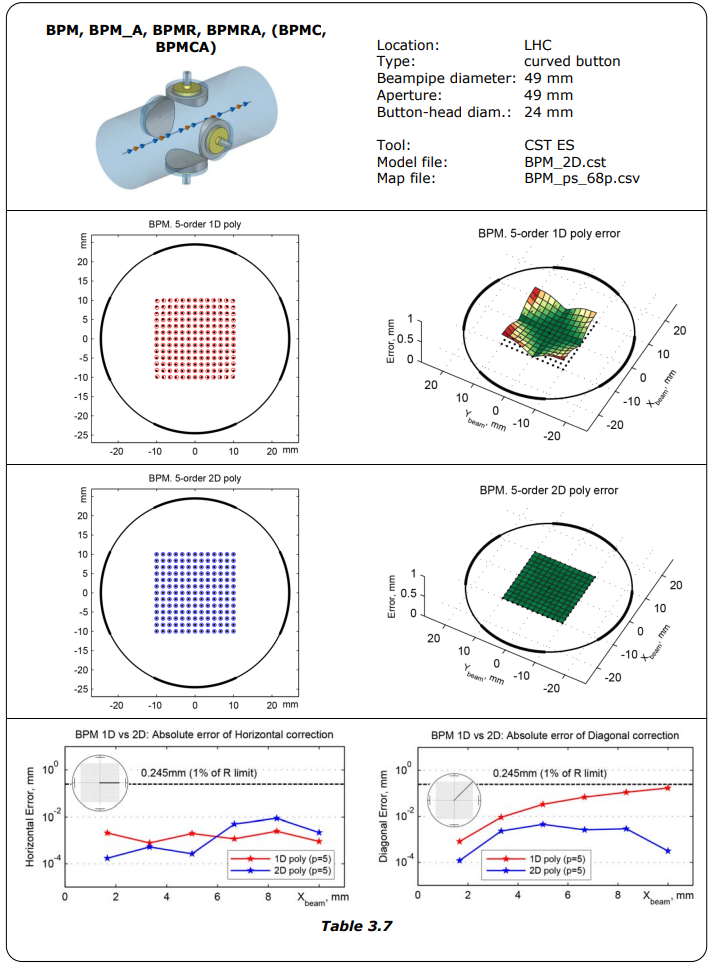 BPM, BPM_A, BPMR, BPMRA, (BPMC,
BPMCA)
Location: LHC
Type: curved button
Beampipe diameter: 49 mm
Aperture: 49 mm
Button-head diam.: 24 mm
Tool: CST ES
Model file: BPM_2D.cst
Map file: BPM_ps_68p.csv
BPM. 5-order 1D poly
mm
20
15
10
5
0
-5
-10
-15
-20
-25
-20 -10 0 10 20 mm
BPM. 5-order 1D poly error
Error, mm
1
0.5
0
20
10
0
-10
-20
Y beam, mm
20
10
0
-10
-20
X beam, mm
BPM. 5-order 2D poly
mm
20
15
10
5
0
-5
-10
-15
-20
-25
-20 -10 0 10 20 mm
BPM. 5-order 2D poly error
Error, mm
1
0.5
0
20
10
0
-10
-20
Y beam, mm
20
10
0
-10
-20
X beam, mm
BPM 1D vs 2D: Absolute error of Horizontal correction
Horizontal Error, mm
10^0
10^-2
10^-4
0.245mm (1% of R limit)
1D poly (p=5)
2D poly (p=5)
0 2 4 6 8 X beam, mm
BPM 1D vs 2D: Absolute error of Diagonal correction
Diagonal Error, mm
10^0
10^-2
10^-4
0.245mm (1% of R limit)
1D poly (p=5)
2D poly (p=5)
0 2 4 6 8 X beam, mm
Table 3.7